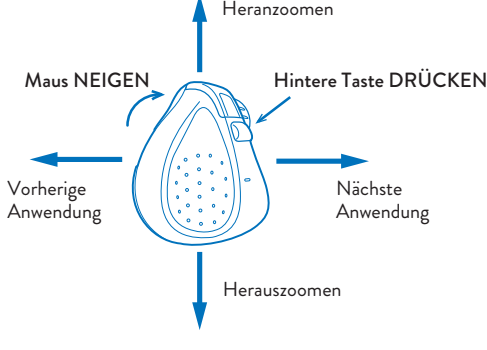 Heranzoomen
Maus NEIGEN
Hintere Taste DRÜCKEN
Vorherige
Anwendung
Nächste
Anwendung
Herauszoomen